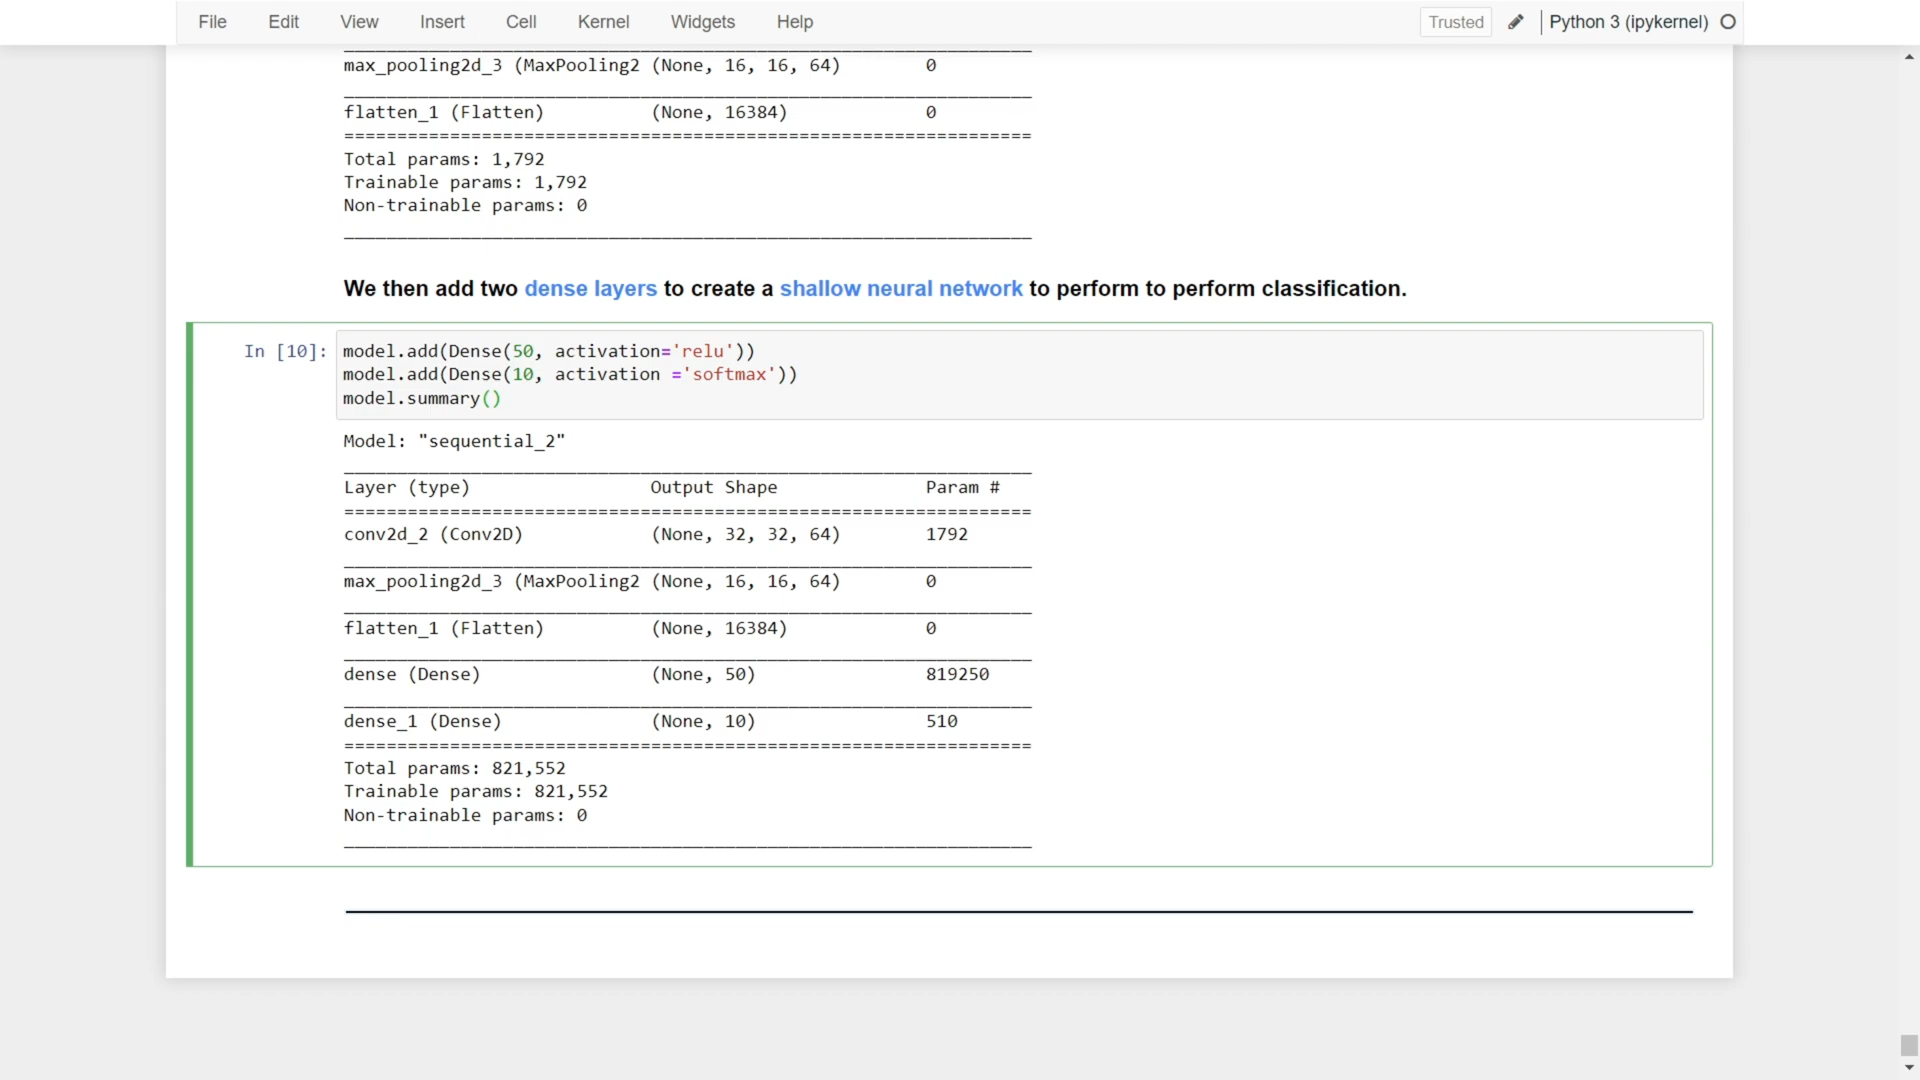 File Edit View Insert Cell Kernel Widgets Help Trusted Python 3 (ipykernel)
max_pooling2d_3 (MaxPooling2 (None, 16, 16, 64) 0
flatten_1 (Flatten) (None, 16384) 0
=================================================================
Total params: 1,792
Trainable params: 1,792
Non-trainable params: 0
We then add two dense layers to create a shallow neural network to perform to perform classification.
In [10]: model.add(Dense(50, activation='relu'))
model.add(Dense(10, activation ='softmax'))
model.summary()
Model: "sequential_2"
Layer (type) Output Shape Param #
=================================================================
conv2d_2 (Conv2D) (None, 32, 32, 64) 1792
max_pooling2d_3 (MaxPooling2 (None, 16, 16, 64) 0
flatten_1 (Flatten) (None, 16384) 0
dense (Dense) (None, 50) 819250
dense_1 (Dense) (None, 10) 510
=================================================================
Total params: 821,552
Trainable params: 821,552
Non-trainable params: 0